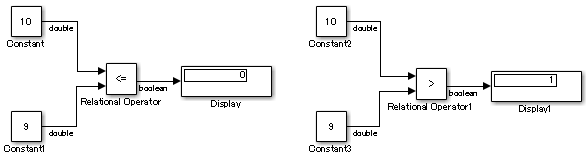 10
double
Constant
<=
Relational Operator
boolean
0
Display
9
double
Constant1
10
double
Constant2
>
Relational Operator1
boolean
1
Display1
9
double
Constant3